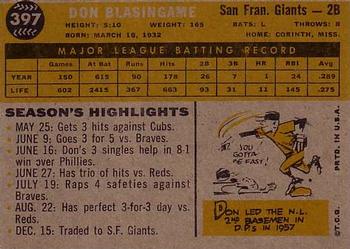 397
DON BLASINGAME
San Fran. Giants — 2B
HEIGHT: 5:10 WEIGHT: 165 BATS: L THROWS: R
BORN: MARCH 16, 1932 HOME: CORINTH, MISS.
MAJOR LEAGUE BATTING RECORD
Games At Bat Runs Hits 2B 3B HR RBI Avg.
YEAR 150 615 90 178 26 7 1 24 .289
LIFE 602 2415 367 663 93 16 .275
SEASON'S HIGHLIGHTS
• MAY 25: Gets 3 hits against Cubs.
• JUNE 9: Goes 3 for 5 vs. Braves.
• JUNE 16: Don's 3 singles help in 8-1
win over Phillies.
• JUNE 27: Has trio of hits vs. Reds.
• JULY 19: Raps 4 safeties against
Braves.
• AUG. 22: Has perfect 3-for-3 day
vs. Reds.
• DEC. 15: Traded to S.F. Giants.
YOU
GOTTA
BE FAST!
DON LED THE N.L.
2ND BASEMEN IN
D.P.s IN 1957
©T.C.G. PRTD. IN U.S.A.